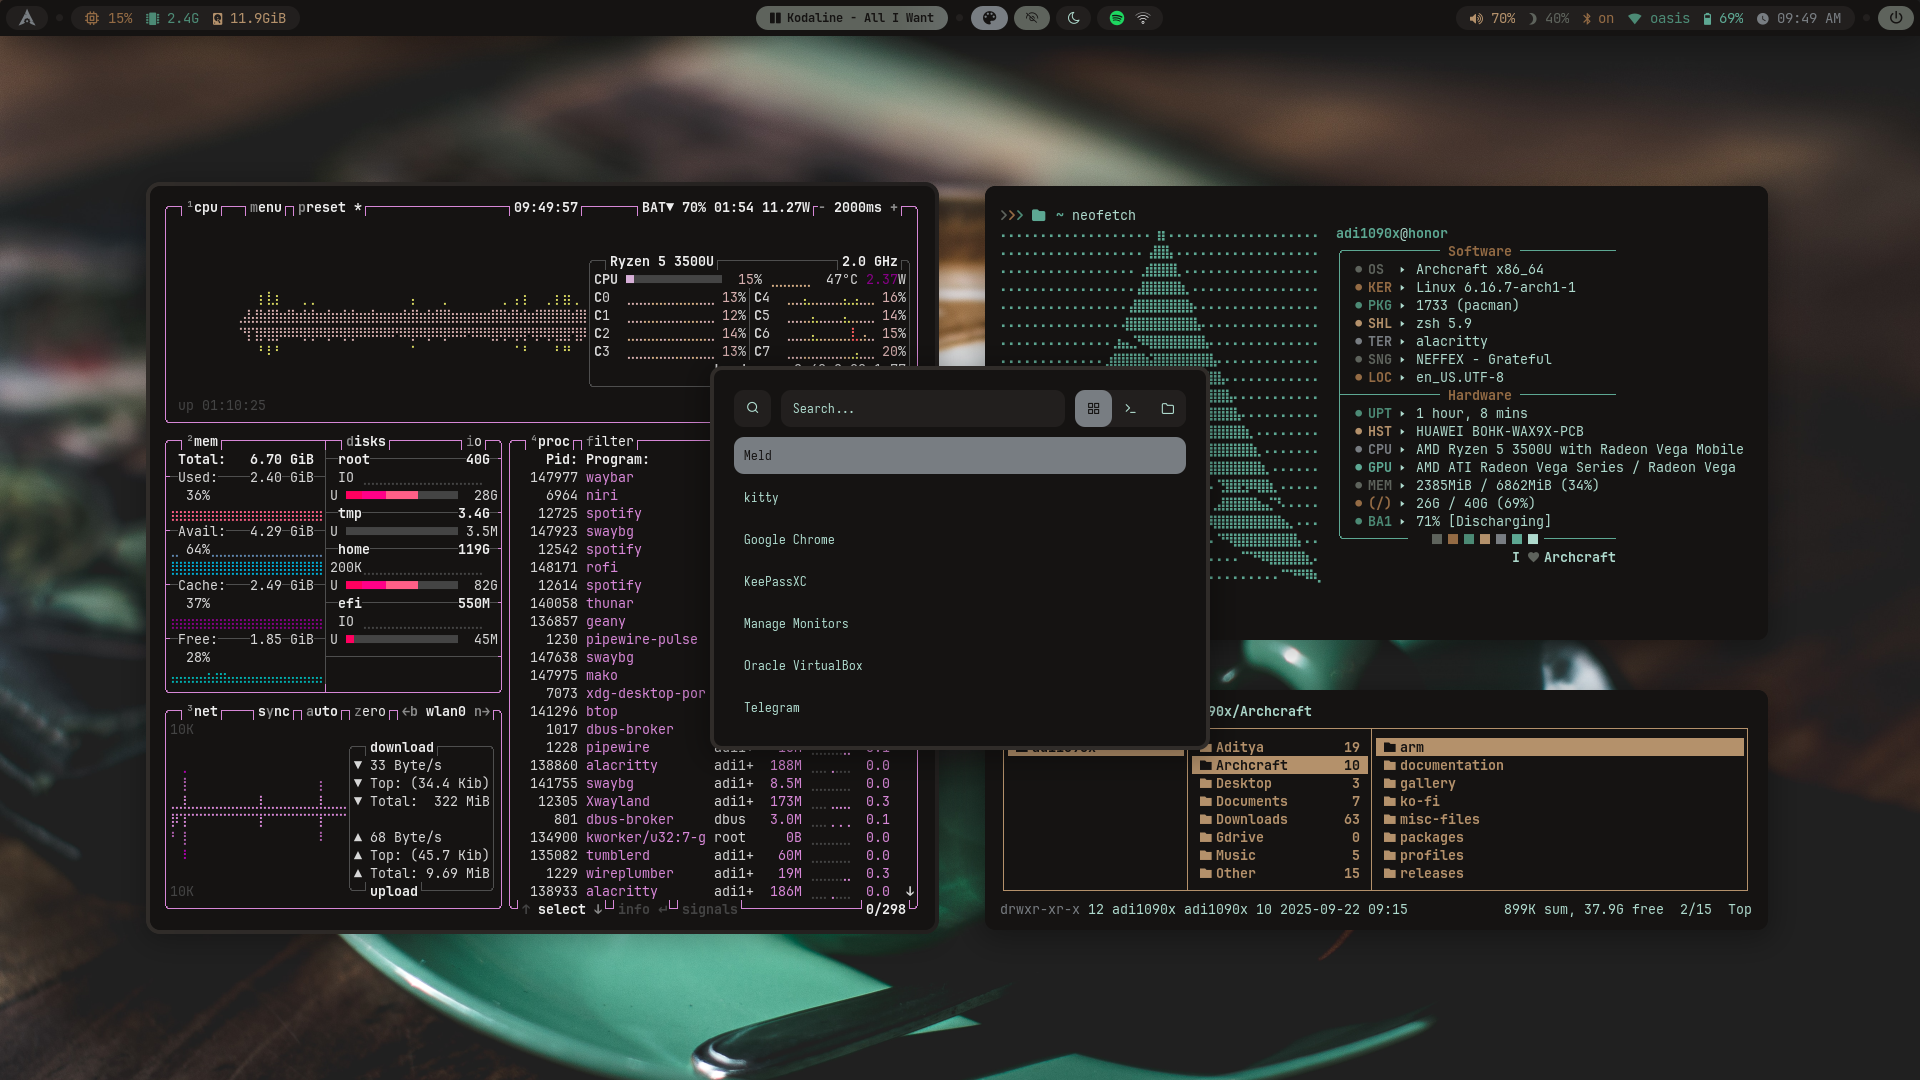 15% 2.4G 11.9GiB
Kodaline - All I Want
70% 40% on oasis 69% 09:49 AM
1cpu menu preset * 09:49:57 BAT▼ 70% 01:54 11.27W - 2000ms +
Ryzen 5 3500U 2.0 GHz
CPU 15% 47°C 2.37W
C0 13% C4 16%
C1 12% C5 14%
C2 14% C6 15%
C3 13% C7 20%
up 01:10:25
2mem disks io
Total: 6.70 GiB root 40G
Used: 2.40 GiB IO
36% U 28G
tmp 3.4G
Avail: 4.29 GiB U 3.5M
64% home 119G
200K
Cache: 2.49 GiB U 82G
37% efi 550M
IO
Free: 1.85 GiB U 45M
28%
3net sync auto zero ←b wlan0 n→
10K
download
▼ 33 Byte/s
▼ Top: (34.4 Kib)
▼ Total: 322 MiB
▲ 68 Byte/s
▲ Top: (45.7 Kib)
▲ Total: 9.69 MiB
10K
upload
4proc filter
Pid: Program:
147977 waybar
6964 niri
12725 spotify
147923 swaybg
12542 spotify
148171 rofi
12614 spotify
140058 thunar
136857 geany
1230 pipewire-pulse
147638 swaybg
147975 mako
7073 xdg-desktop-por
141296 btop
1017 dbus-broker
1228 pipewire
138860 alacritty adi1+ 188M 0.0
141755 swaybg adi1+ 8.5M 0.0
12305 Xwayland adi1+ 173M 0.3
801 dbus-broker dbus 3.0M 0.1
134900 kworker/u32:7-g root 0B 0.0
135082 tumblerd adi1+ 60M 0.0
1229 wireplumber adi1+ 19M 0.3
138933 alacritty adi1+ 186M 0.0 ↓
↑ select ↓ info ↵ signals 0/298
Search...
Meld
kitty
Google Chrome
KeePassXC
Manage Monitors
Oracle VirtualBox
Telegram
~ neofetch
adi1090x@honor
Software
OS Archcraft x86_64
KER Linux 6.16.7-arch1-1
PKG 1733 (pacman)
SHL zsh 5.9
TER alacritty
SNG NEFFEX - Grateful
LOC en_US.UTF-8
Hardware
UPT 1 hour, 8 mins
HST HUAWEI BOHK-WAX9X-PCB
CPU AMD Ryzen 5 3500U with Radeon Vega Mobile
GPU AMD ATI Radeon Vega Series / Radeon Vega
MEM 2385MiB / 6862MiB (34%)
(/) 26G / 40G (69%)
BA1 71% [Discharging]
I ♥ Archcraft
90x/Archcraft
Aditya 19 arm
Archcraft 10 documentation
Desktop 3 gallery
Documents 7 ko-fi
Downloads 63 misc-files
Gdrive 0 packages
Music 5 profiles
Other 15 releases
drwxr-xr-x 12 adi1090x adi1090x 10 2025-09-22 09:15 899K sum, 37.9G free 2/15 Top